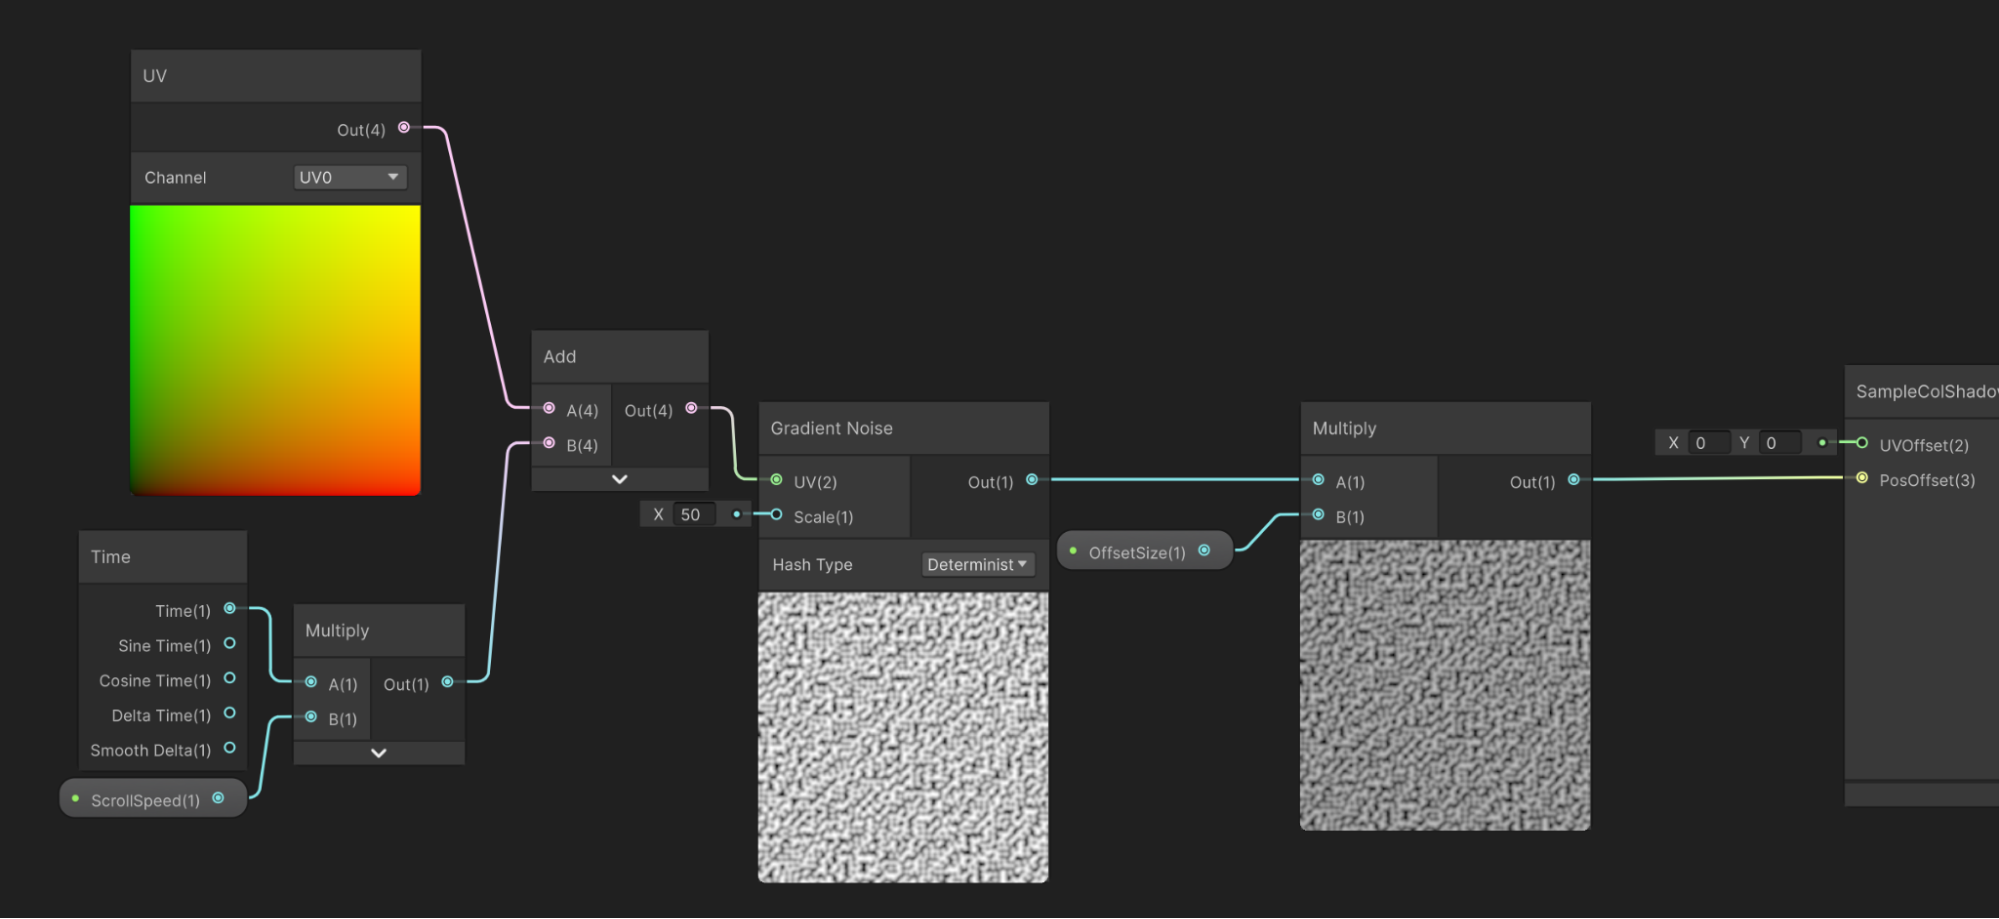 UV
Out(4)
Channel
UV0
Time
Time(1)
Sine Time(1)
Cosine Time(1)
Delta Time(1)
Smooth Delta(1)
ScrollSpeed(1)
Multiply
A(1)
Out(1)
B(1)
Add
A(4)
Out(4)
B(4)
X 50
Gradient Noise
UV(2)
Out(1)
Scale(1)
Hash Type
Determinist
OffsetSize(1)
Multiply
A(1)
Out(1)
B(1)
X 0 Y 0
SampleColShado
UVOffset(2)
PosOffset(3)